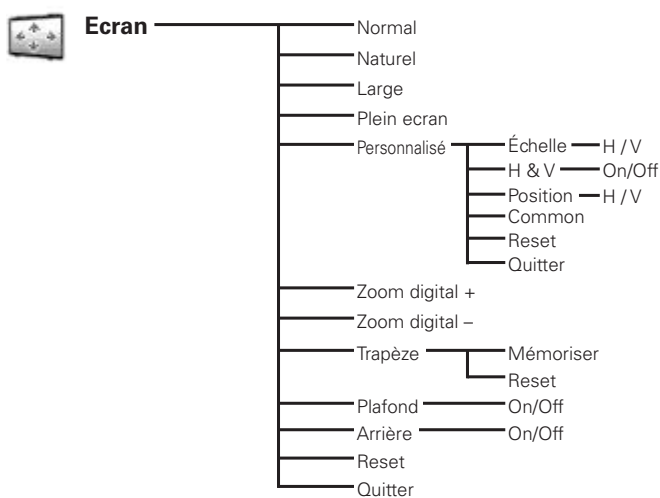 Ecran
Normal
Naturel
Large
Plein ecran
Personnalisé
Échelle H / V
H & V On/Off
Position H / V
Common
Reset
Quitter
Zoom digital +
Zoom digital –
Trapèze Mémoriser
Reset
Plafond On/Off
Arrière On/Off
Reset
Quitter